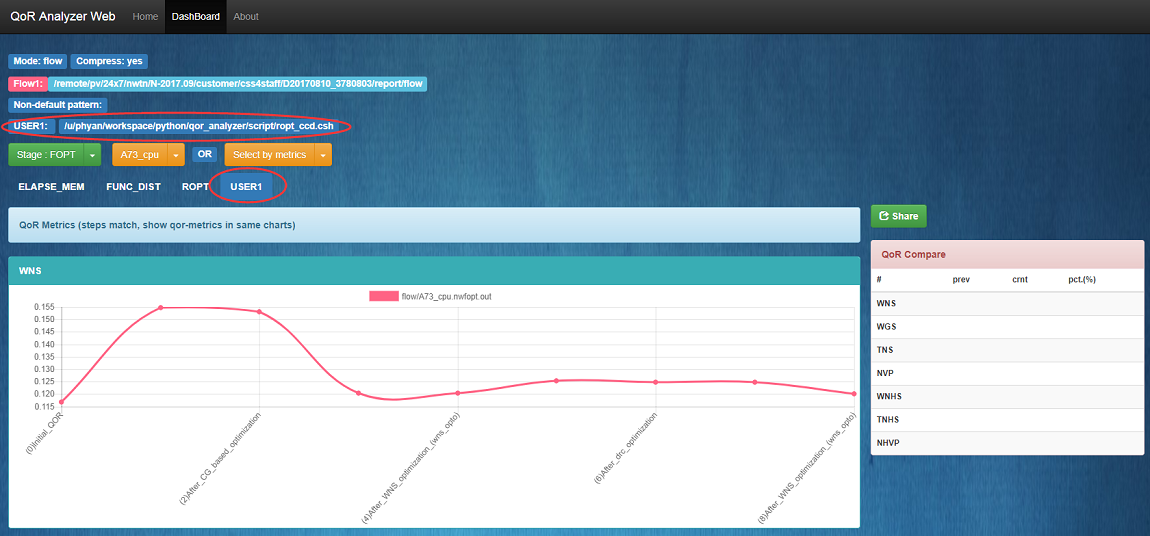 QoR Analyzer Web Home DashBoard About
Mode: flow Compress: yes
Flow1: /remote/pv/24x7/nwtn/N-2017.09/customer/css4staff/D20170810_3780803/report/flow
Non-default pattern:
USER1: /u/phyan/workspace/python/qor_analyzer/script/ropt_ccd.csh
Stage : FOPT A73_cpu OR Select by metrics
ELAPSE_MEM FUNC_DIST ROPT USER1
QoR Metrics (steps match, show qor-metrics in same charts)
WNS
flow/A73_cpu.nwfopt.out
0.155
0.150
0.145
0.140
0.135
0.130
0.125
0.120
0.115
(0)Initial_QOR
(2)After_CG_based_optimization
(4)After_WNS_optimization_(wns_opto)
(6)After_drc_optimization
(8)After_WNS_optimization_(wns_opto)
Share
QoR Compare
# prev crnt pct.(%)
WNS
WGS
TNS
NVP
WNHS
TNHS
NHVP